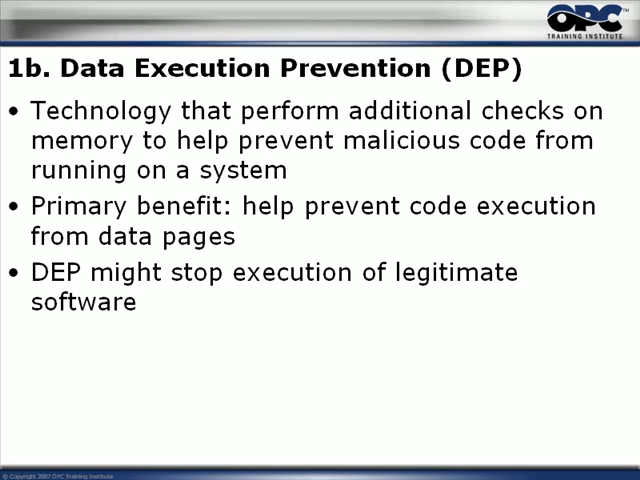 OPC™
TRAINING INSTITUTE
1b. Data Execution Prevention (DEP)
• Technology that perform additional checks on
memory to help prevent malicious code from
running on a system
• Primary benefit: help prevent code execution
from data pages
• DEP might stop execution of legitimate
software
© Copyright 2007 OPC Training Institute